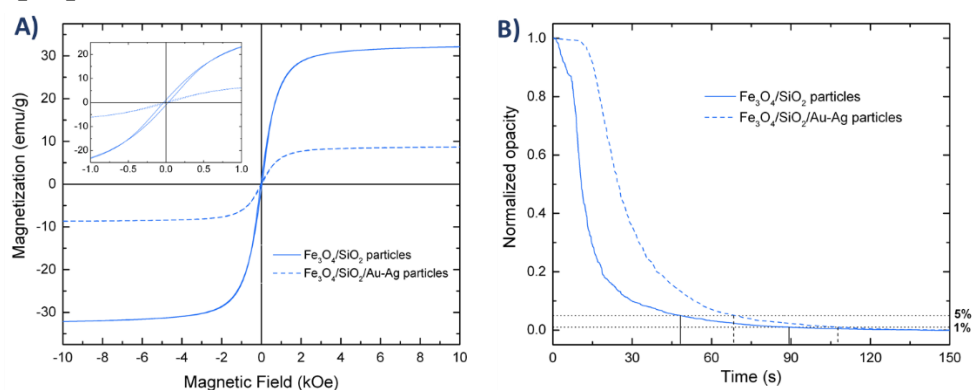 A)
Magnetization (emu/g)
30
20
10
0
-10
-20
-30
-10 -8 -6 -4 -2 0 2 4 6 8 10
Magnetic Field (kOe)
20
10
0
-10
-20
-1.0 -0.5 0.0 0.5 1.0
Fe₃O₄/SiO₂ particles
Fe₃O₄/SiO₂/Au-Ag particles
B)
Normalized opacity
1.0
0.8
0.6
0.4
0.2
0.0
0 30 60 90 120 150
Time (s)
Fe₃O₄/SiO₂ particles
Fe₃O₄/SiO₂/Au-Ag particles
5%
1%